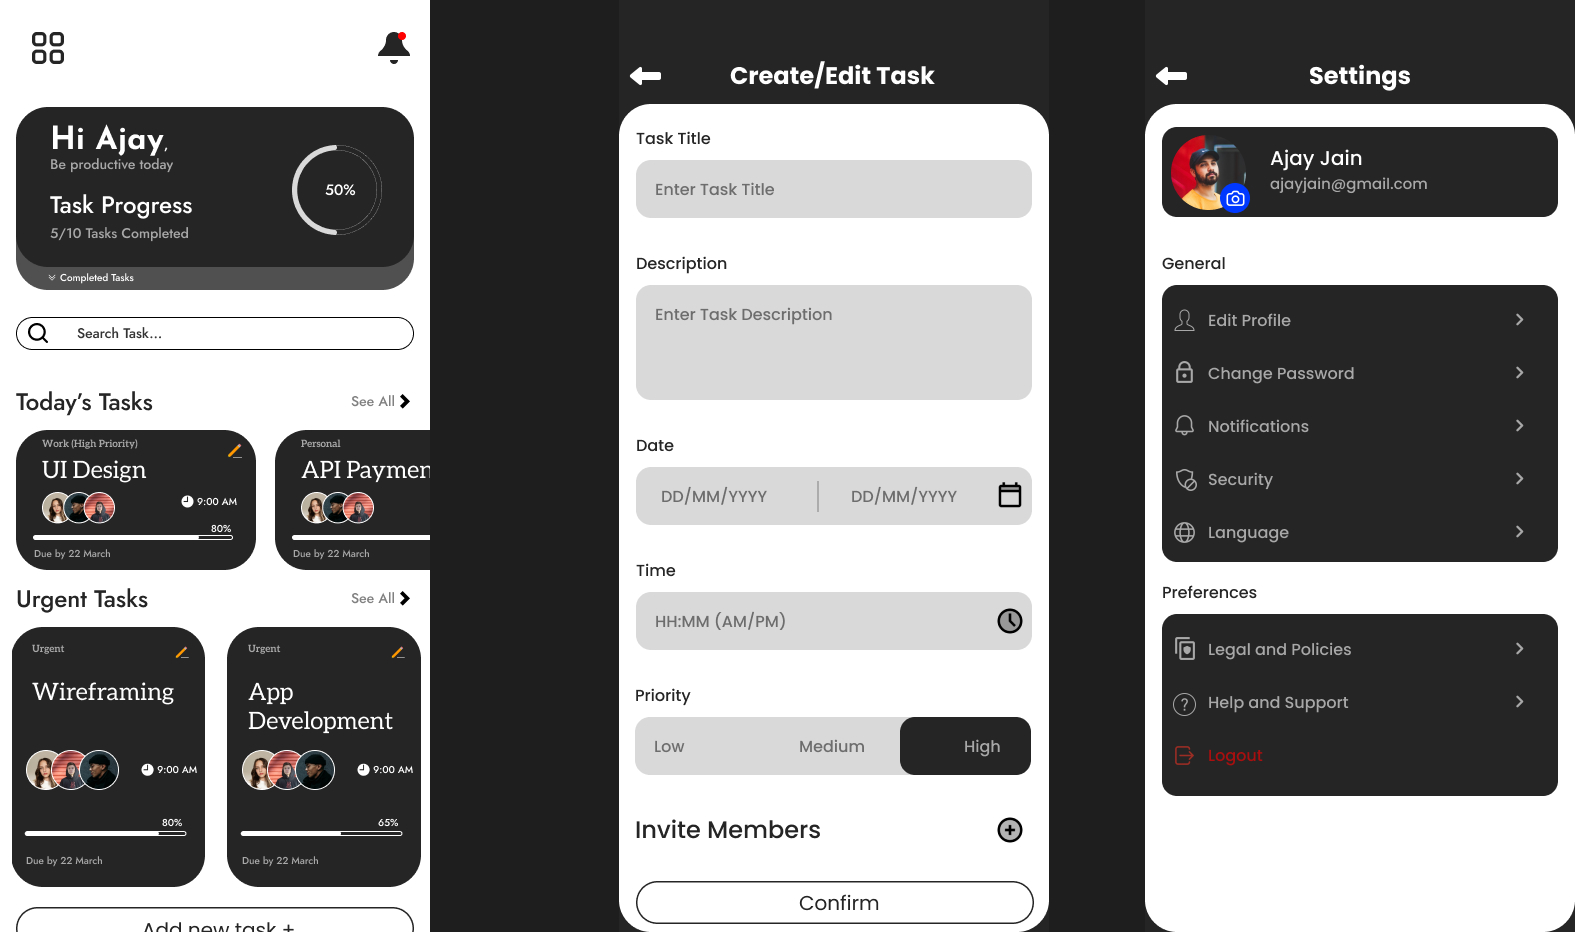 Hi Ajay,
Be productive today
Task Progress
5/10 Tasks Completed
50%
Completed Tasks
Search Task...
Today's Tasks
See All
Work (High Priority)
UI Design
9:00 AM
80%
Due by 22 March
Personal
API Paymen
Due by 22 March
Urgent Tasks
See All
Urgent
Wireframing
9:00 AM
80%
Due by 22 March
Urgent
App
Development
9:00 AM
65%
Due by 22 March
Add new task +
Create/Edit Task
Task Title
Enter Task Title
Description
Enter Task Description
Date
DD/MM/YYYY
DD/MM/YYYY
Time
HH:MM (AM/PM)
Priority
Low
Medium
High
Invite Members
Confirm
Settings
Ajay Jain
ajayjain@gmail.com
General
Edit Profile
Change Password
Notifications
Security
Language
Preferences
Legal and Policies
Help and Support
Logout